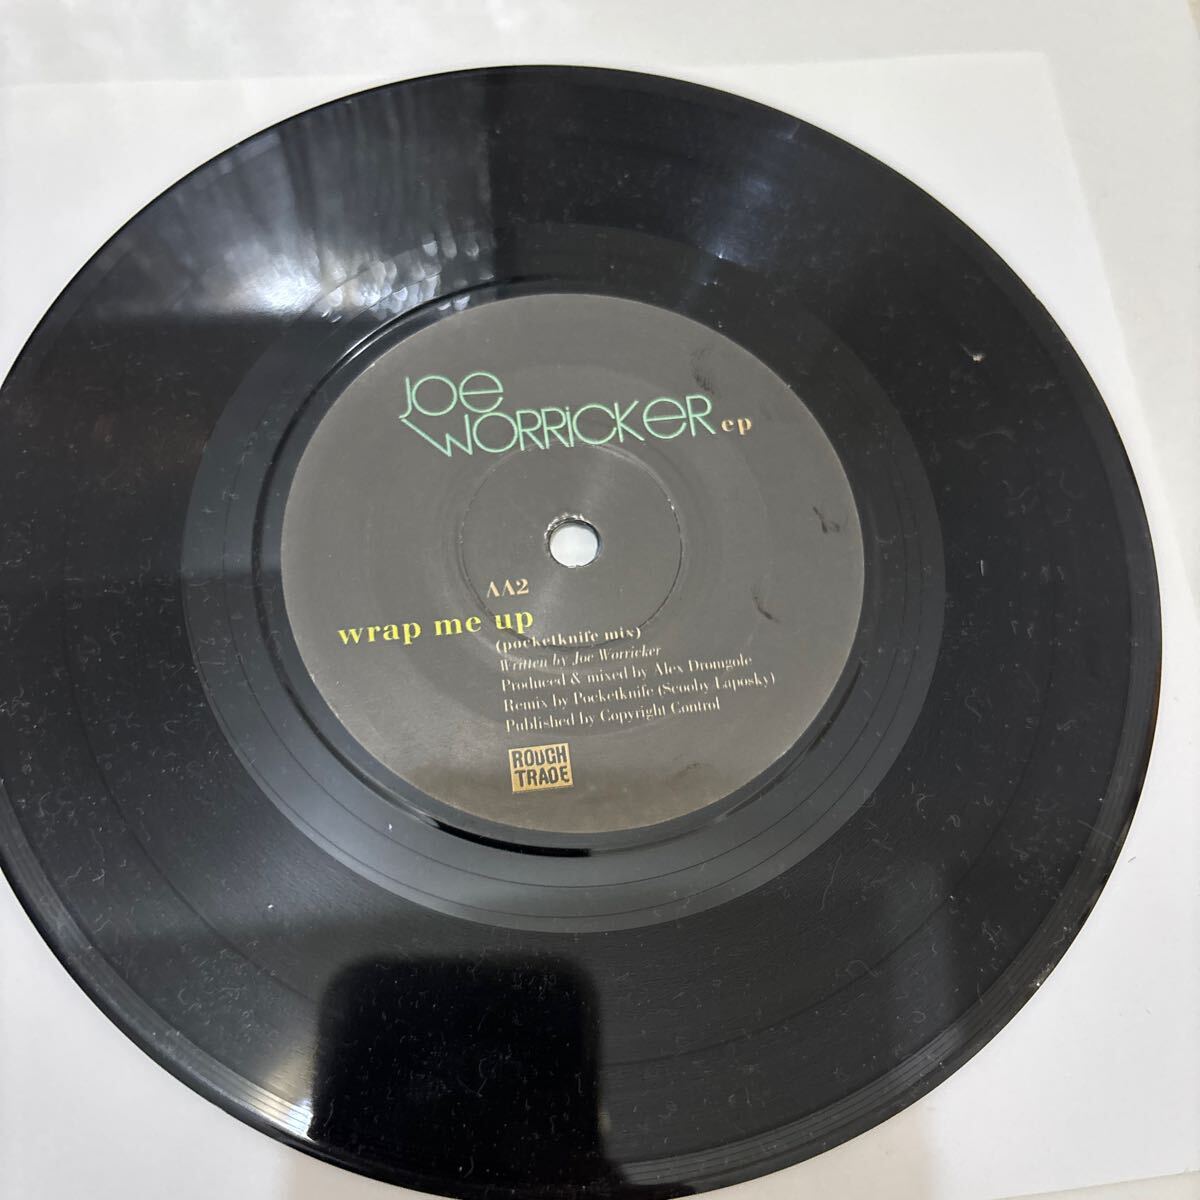 Joe
WORRiCKeR ep
AA2
wrap me up
(pocketknife mix)
Written by Joe Worricker
Produced & mixed by Alex Dromgole
Remix by Pocketknife (Scooby Laposky)
Published by Copyright Control
ROUGH
TRADE